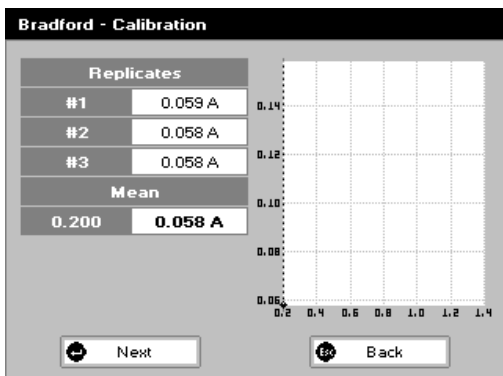 Bradford - Calibration
Replicates
#1 0.059 A
#2 0.058 A
#3 0.058 A
Mean
0.200 0.058 A
0.14
0.12
0.10
0.08
0.06
0.2 0.4 0.6 0.8 1.0 1.2 1.4
Next
Esc Back